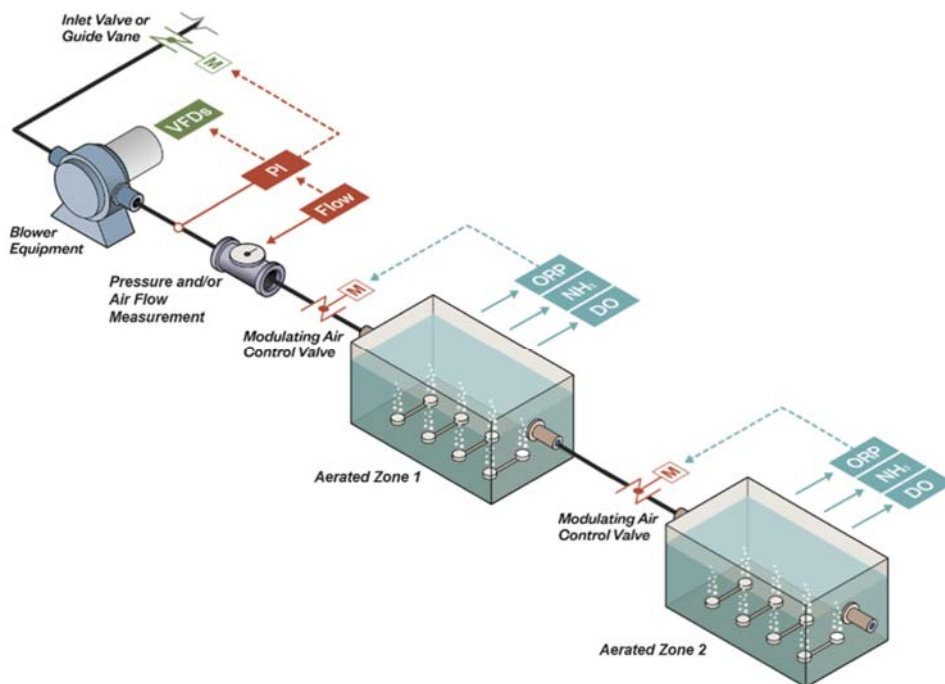 Inlet Valve or
Guide Vane
M
VFDs
PI
Flow
Blower
Equipment
Pressure and/or
Air Flow
Measurement
M
ORP
NH₃
DO
Modulating Air
Control Valve
Aerated Zone 1
M
ORP
NH₃
DO
Modulating Air
Control Valve
Aerated Zone 2